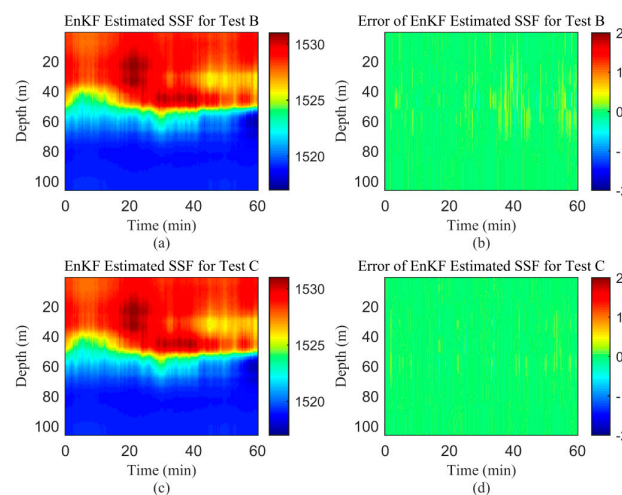 EnKF Estimated SSF for Test B
Error of EnKF Estimated SSF for Test B
20
40
60
80
100
Depth (m)
0 20 40 60
Time (min)
(a)
1530
1525
1520
20
40
60
80
100
Depth (m)
0 20 40 60
Time (min)
(b)
2
1
0
-1
EnKF Estimated SSF for Test C
Error of EnKF Estimated SSF for Test C
20
40
60
80
100
Depth (m)
0 20 40 60
Time (min)
(c)
1530
1525
1520
20
40
60
80
100
Depth (m)
0 20 40 60
Time (min)
(d)
2
1
0
-1